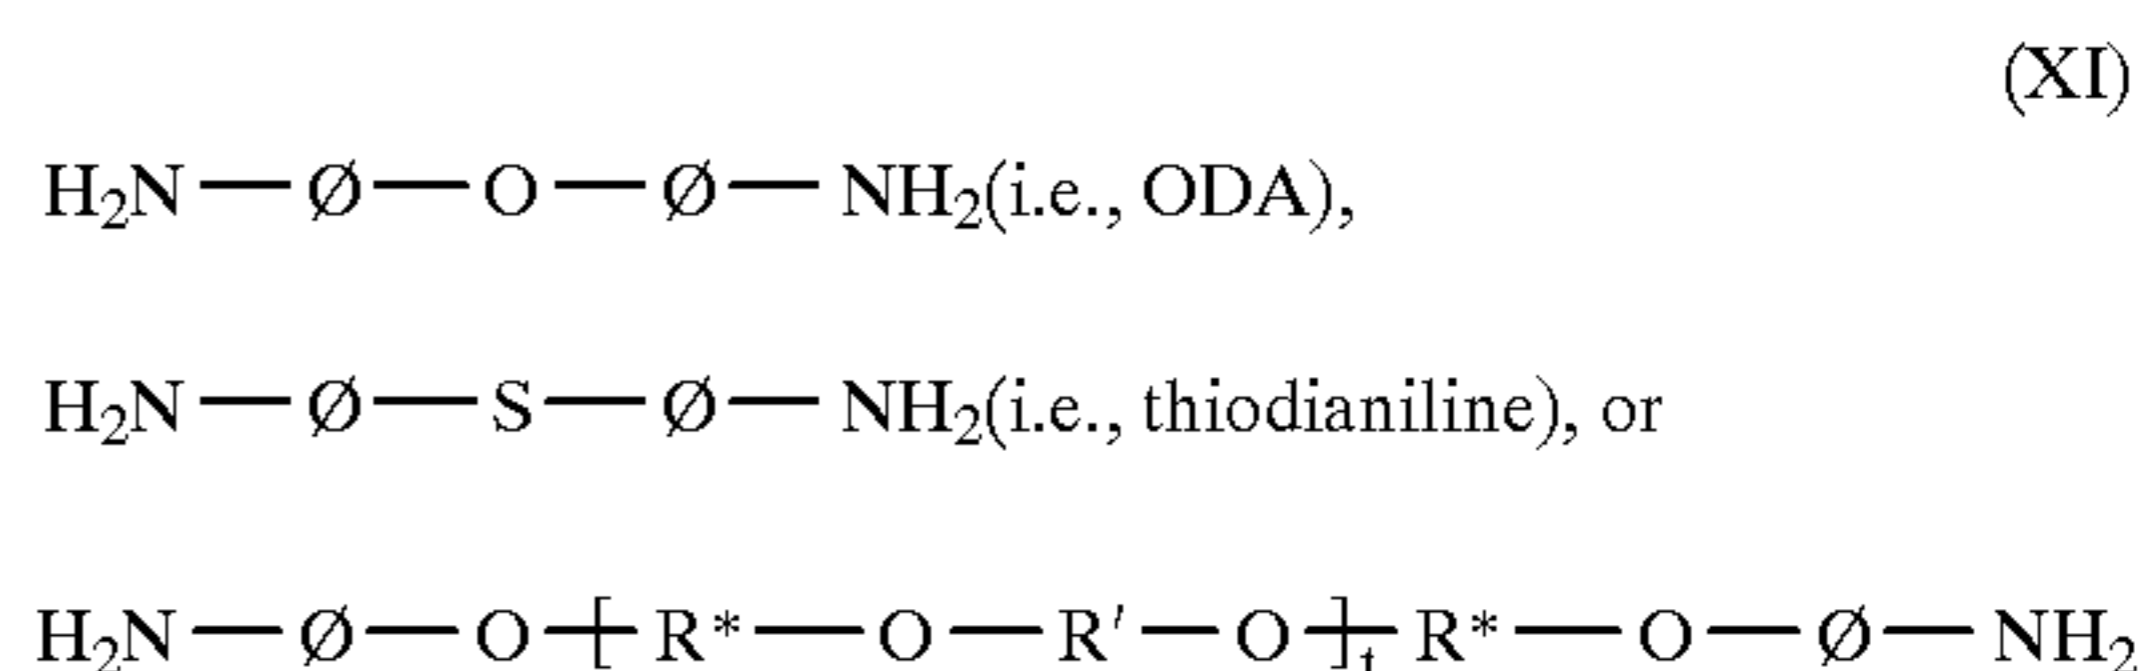 (XI)
H₂N—Ø—O—Ø—NH₂(i.e., ODA),
H₂N—Ø—S—Ø—NH₂(i.e., thiodianiline), or
H₂N—Ø—O—[R*—O—R′—O]ₜ—R*—O—Ø—NH₂